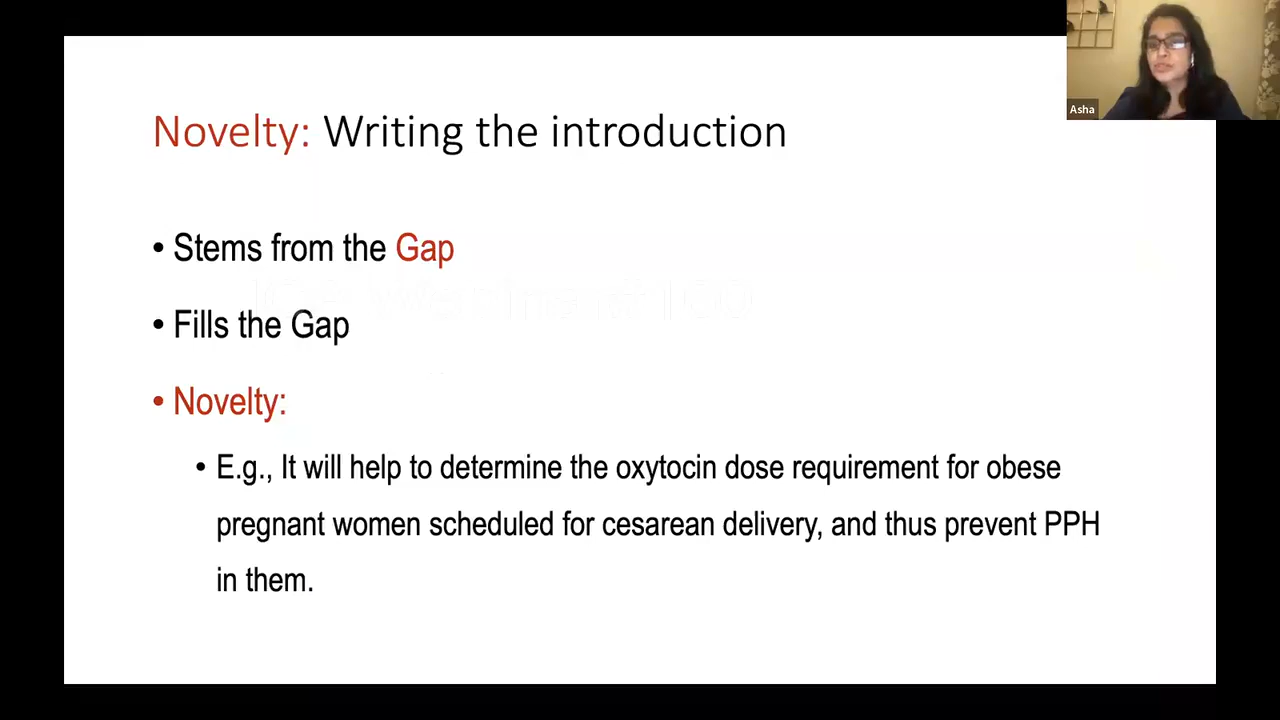 Asha
Novelty: Writing the introduction
• Stems from the Gap
• Fills the Gap
• Novelty:
• E.g., It will help to determine the oxytocin dose requirement for obese
pregnant women scheduled for cesarean delivery, and thus prevent PPH
in them.